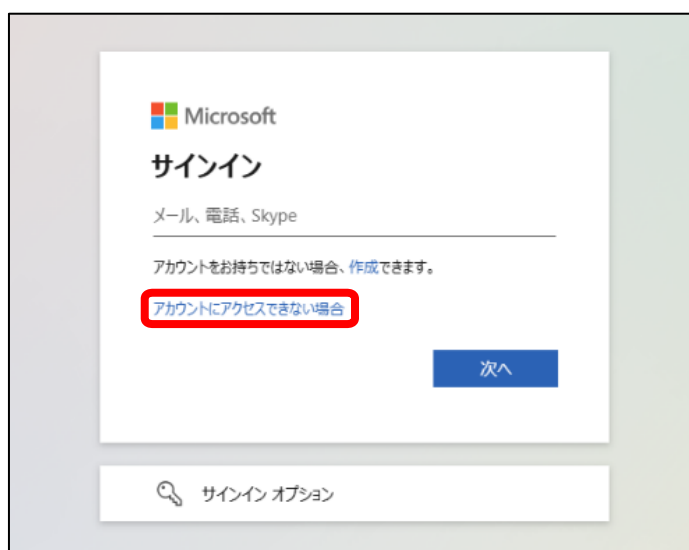 Microsoft
サインイン
メール、電話、Skype
アカウントをお持ちではない場合、作成できます。
アカウントにアクセスできない場合
次へ
サインイン オプション